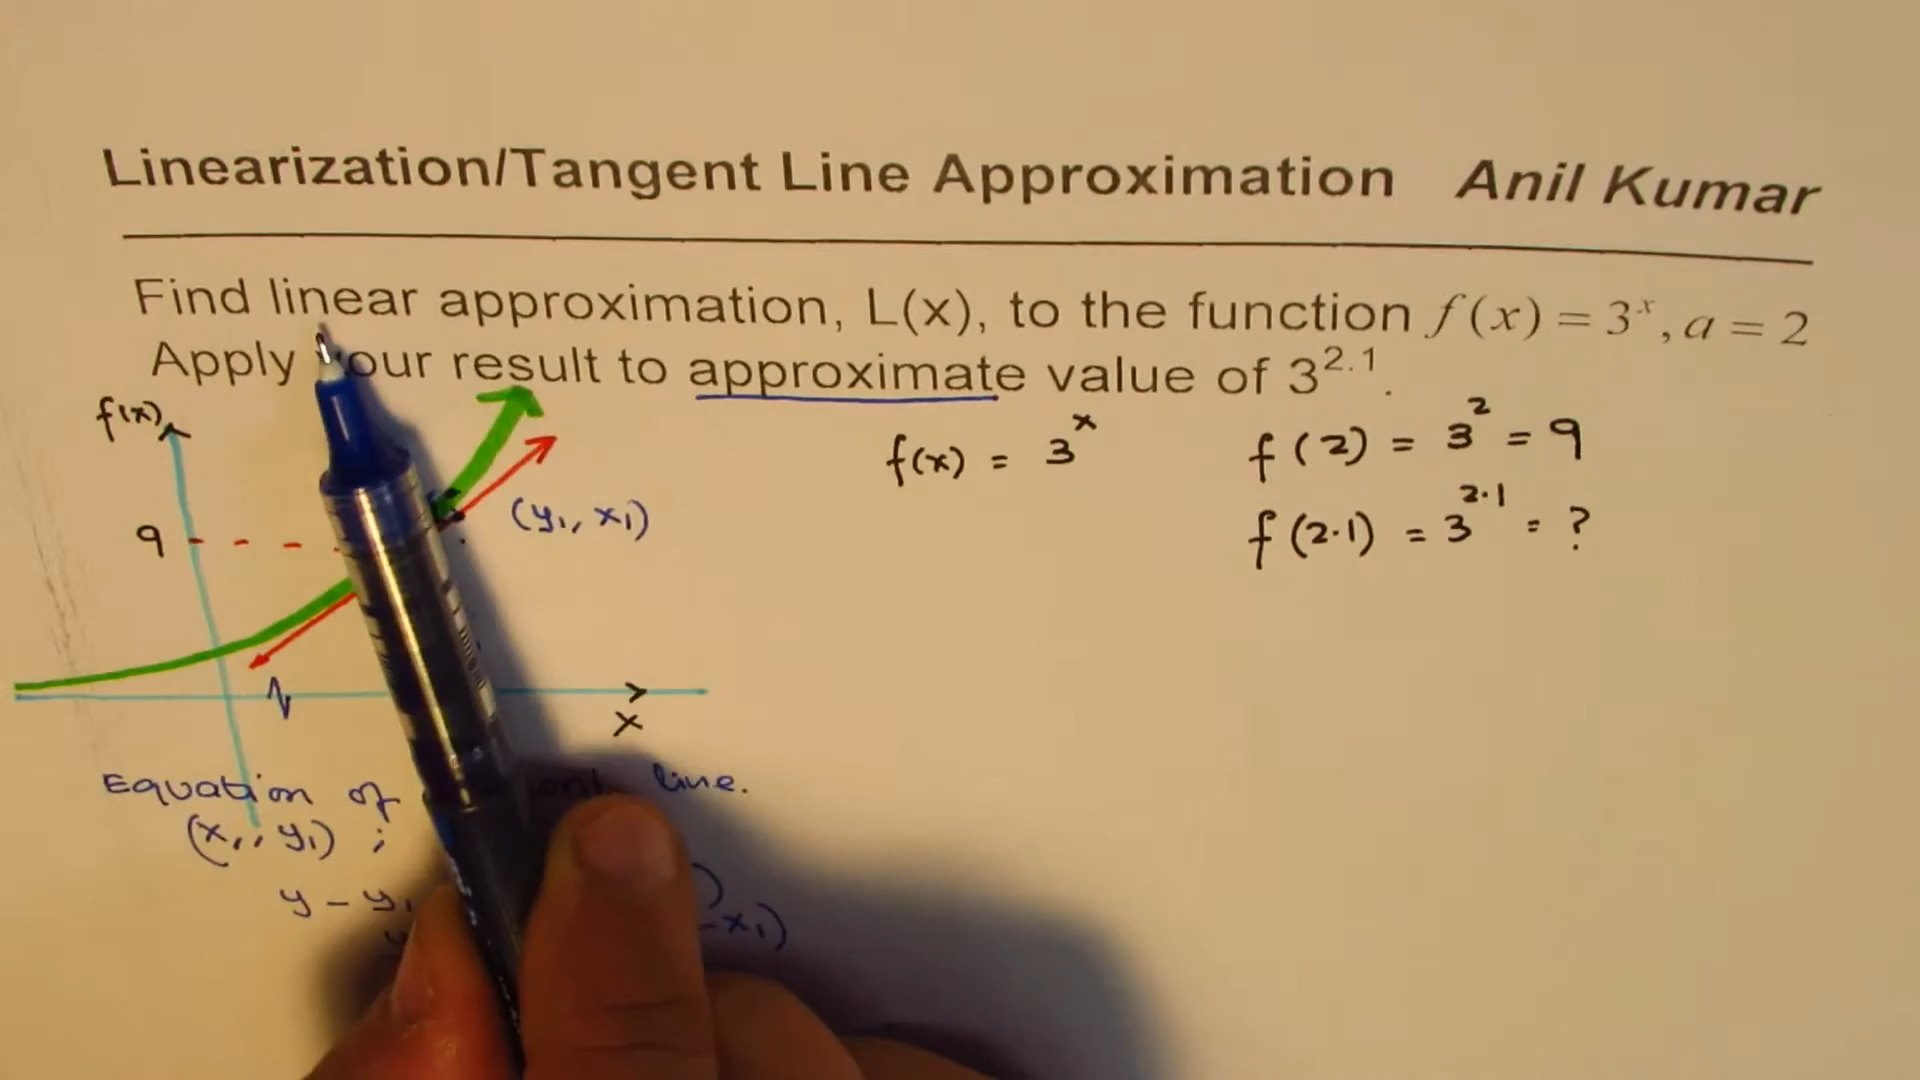 Linearization/Tangent Line Approximation Anil Kumar
Find linear approximation, L(x), to the function f(x) = 3^x, a = 2
Apply your result to approximate value of 3^2.1.
f(x)
f(x) = 3^x
f(2) = 3^2 = 9
(y₁, x₁)
f(2.1) = 3^2.1 = ?
9
x
Equation of line.
(x₁, y₁) ;
y - y₁
-x₁)